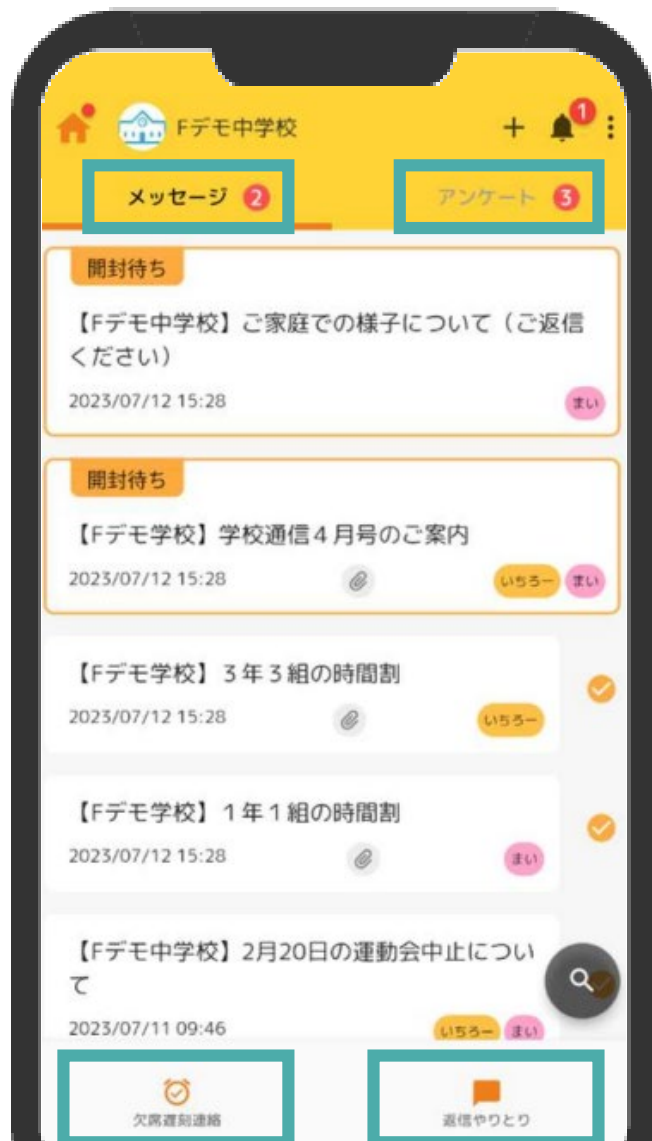 Fデモ中学校
1
メッセージ 2
アンケート 3
開封待ち
【Fデモ中学校】ご家庭での様子について（ご返信
ください）
2023/07/12 15:28
まい
開封待ち
【Fデモ学校】学校通信４月号のご案内
2023/07/12 15:28
いちろー まい
【Fデモ学校】３年３組の時間割
2023/07/12 15:28
いちろー
【Fデモ学校】１年１組の時間割
2023/07/12 15:28
まい
【Fデモ中学校】2月20日の運動会中止につい
て
2023/07/11 09:46
いちろー まい
欠席遅刻連絡
返信やりとり